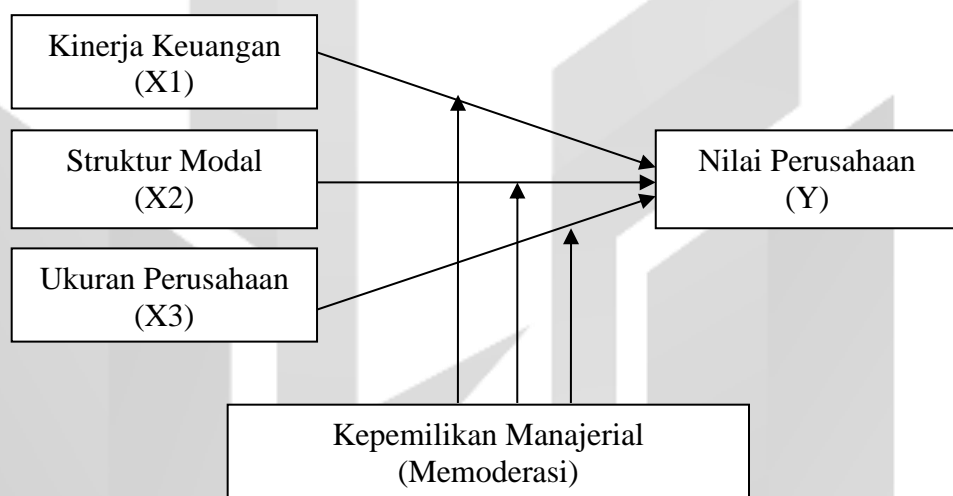 Kinerja Keuangan
(X1)
Struktur Modal
(X2)
Nilai Perusahaan
(Y)
Ukuran Perusahaan
(X3)
Kepemilikan Manajerial
(Memoderasi)